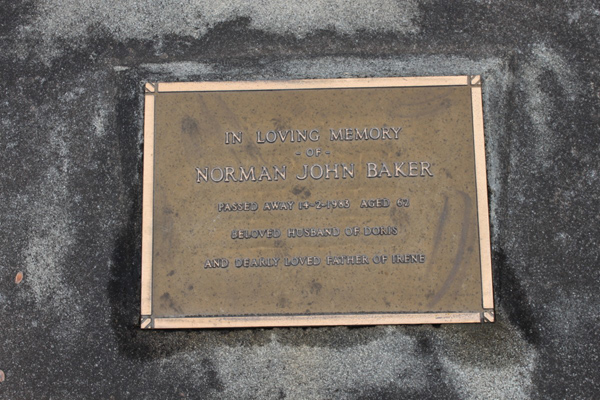 IN LOVING MEMORY
- OF -
NORMAN JOHN BAKER
PASSED AWAY 14-2-1985 AGED 62
BELOVED HUSBAND OF DORIS
AND DEARLY LOVED FATHER OF IRENE